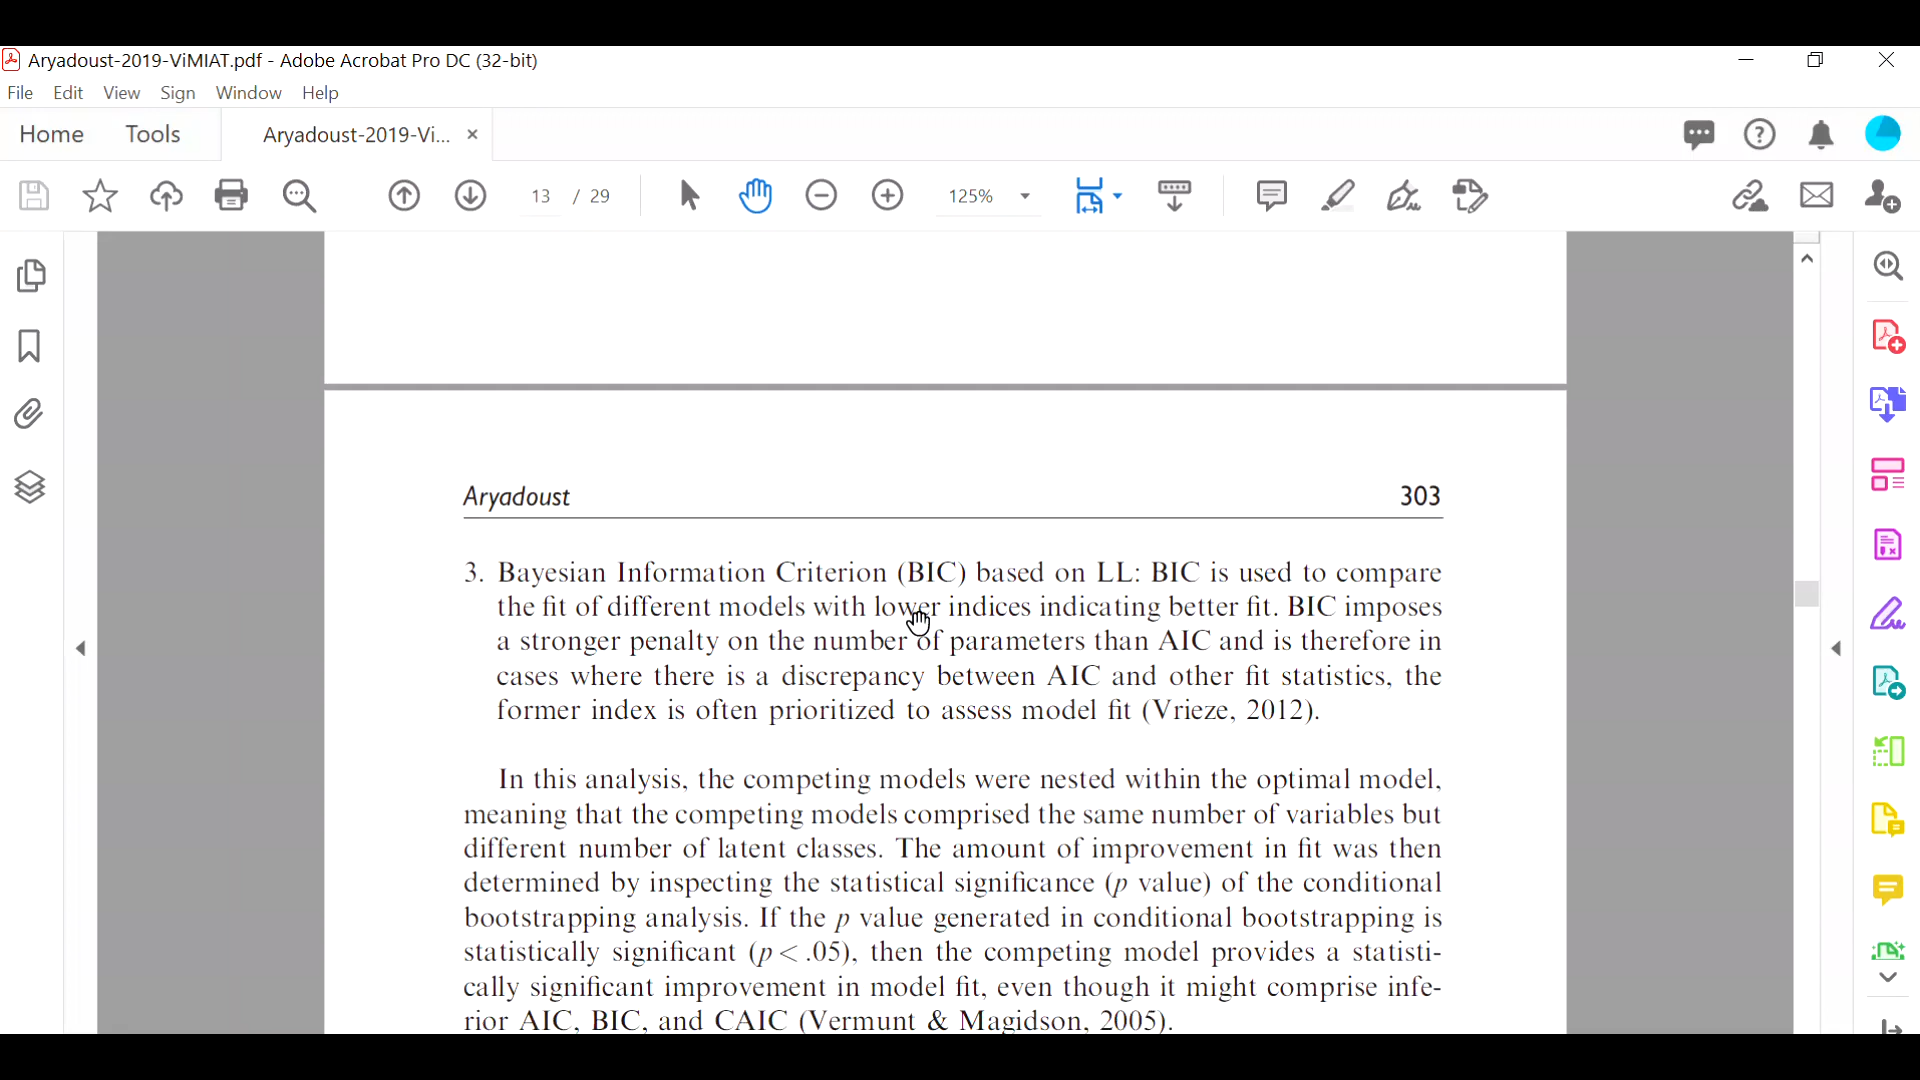 Aryadoust-2019-ViMIAT.pdf - Adobe Acrobat Pro DC (32-bit)
File Edit View Sign Window Help
Home Tools Aryadoust-2019-Vi... ×
13 / 29 125%
Aryadoust 303
3. Bayesian Information Criterion (BIC) based on LL: BIC is used to compare
the fit of different models with lower indices indicating better fit. BIC imposes
a stronger penalty on the number of parameters than AIC and is therefore in
cases where there is a discrepancy between AIC and other fit statistics, the
former index is often prioritized to assess model fit (Vrieze, 2012).
In this analysis, the competing models were nested within the optimal model,
meaning that the competing models comprised the same number of variables but
different number of latent classes. The amount of improvement in fit was then
determined by inspecting the statistical significance (p value) of the conditional
bootstrapping analysis. If the p value generated in conditional bootstrapping is
statistically significant (p < .05), then the competing model provides a statisti-
cally significant improvement in model fit, even though it might comprise infe-
rior AIC, BIC, and CAIC (Vermunt & Magidson, 2005).